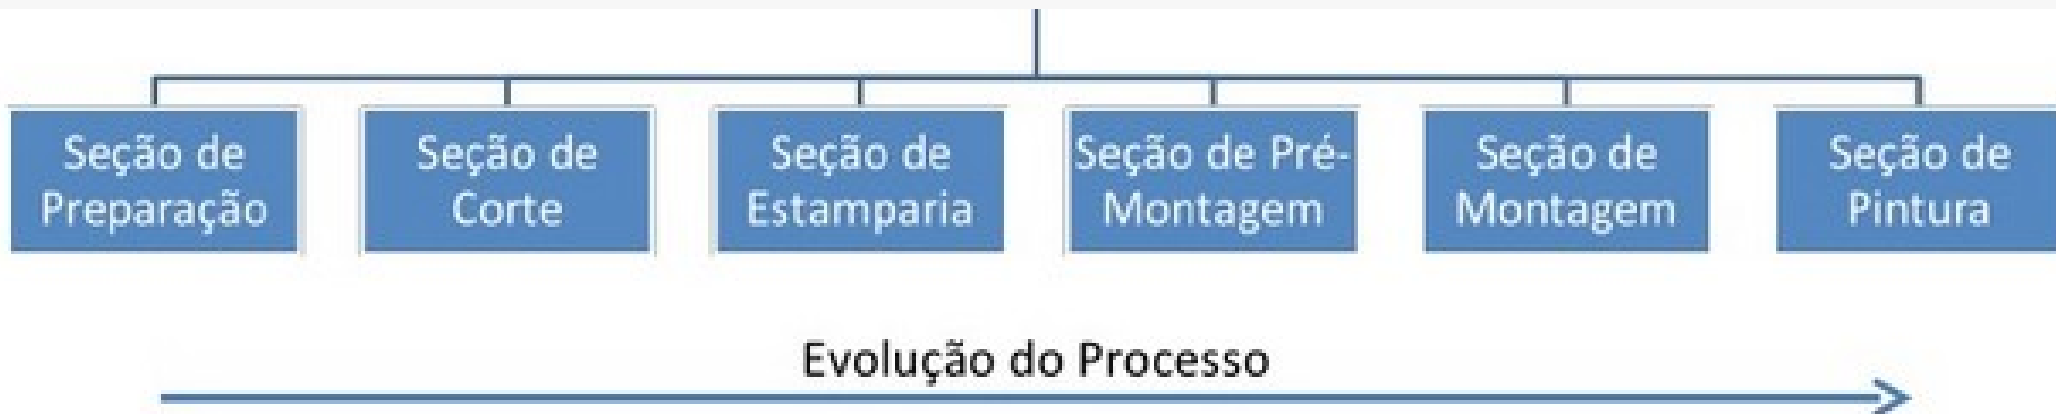 Seção de
Preparação
Seção de
Corte
Seção de
Estamparia
Seção de Pré-
Montagem
Seção de
Montagem
Seção de
Pintura
Evolução do Processo